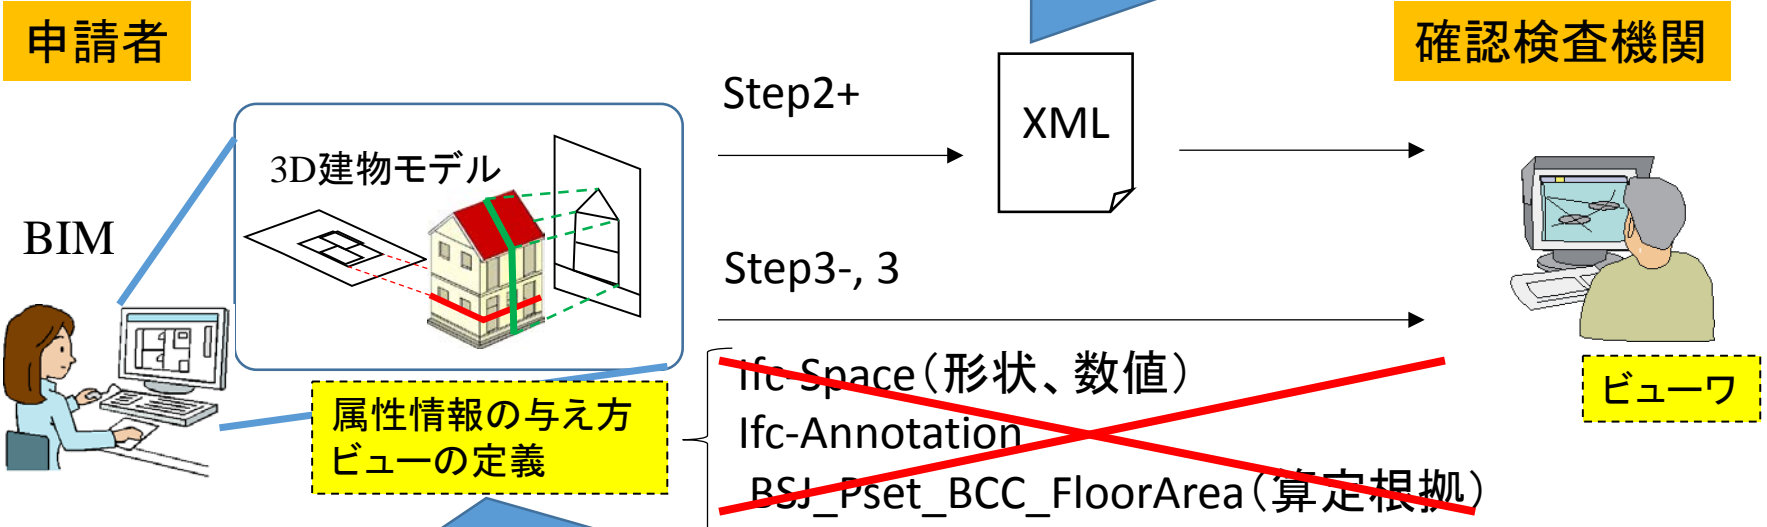 申請者
確認検査機関
Step2+
XML
3D建物モデル
BIM
Step3-, 3
Ifc-Space（形状、数値）
ビューワ
属性情報の与え方
ビューの定義
Ifc-Annotation
BSJ_Pset_BCC_FloorArea（算定根拠）